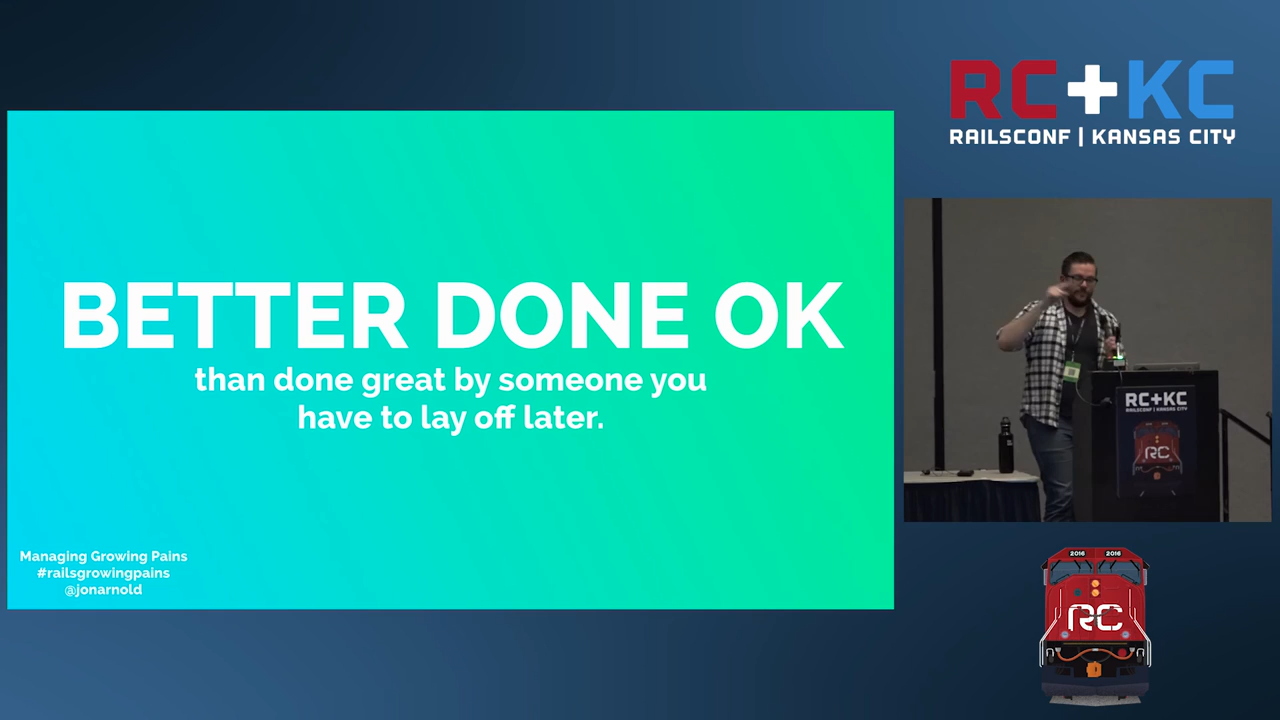 BETTER DONE OK
than done great by someone you
have to lay off later.
Managing Growing Pains
#railsgrowingpains
@jonarnold
RC+KC
RAILSCONF | KANSAS CITY
RC+KC
RAILSCONF | KANSAS CITY
RC
2016 2016
RC